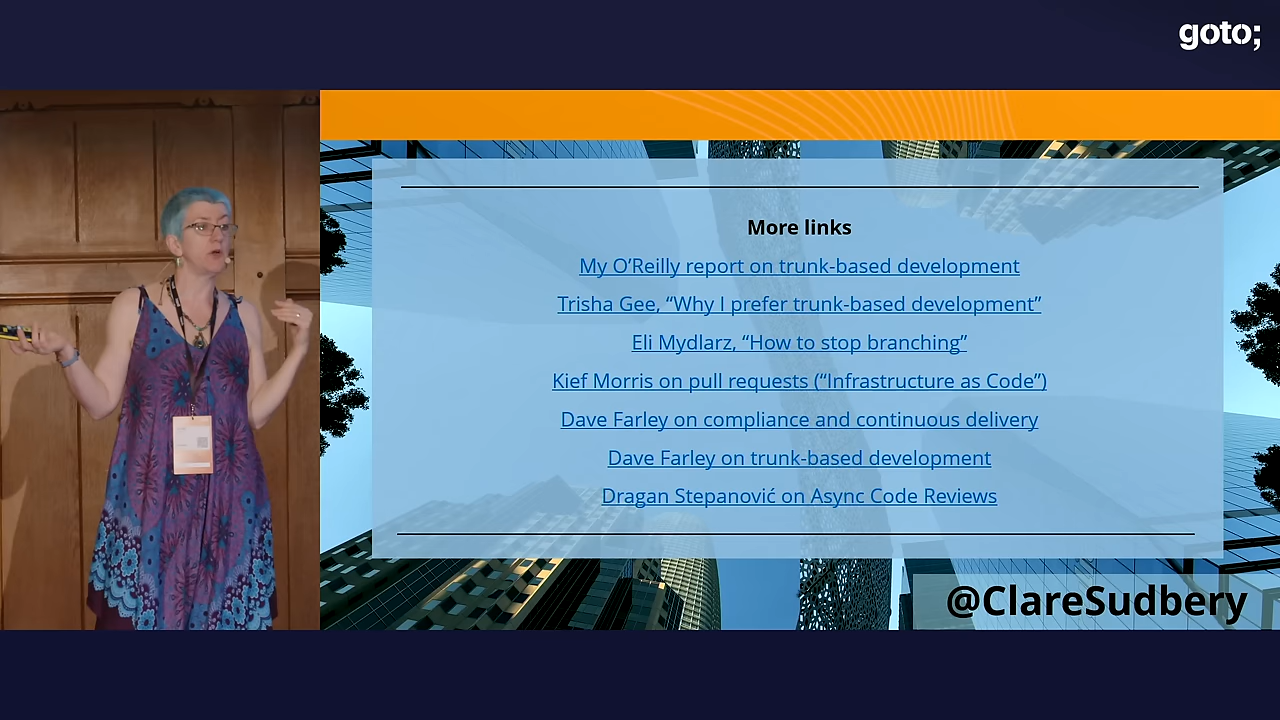 goto;
More links
My O’Reilly report on trunk-based development
Trisha Gee, “Why I prefer trunk-based development”
Eli Mydlarz, “How to stop branching”
Kief Morris on pull requests (“Infrastructure as Code”)
Dave Farley on compliance and continuous delivery
Dave Farley on trunk-based development
Dragan Stepanović on Async Code Reviews
@ClareSudbery